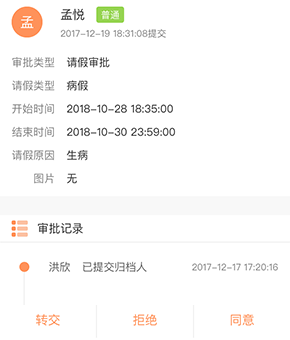 孟
孟悦 普通
2017-12-19 18:31:08提交
审批类型 请假审批
请假类型 病假
开始时间 2018-10-28 18:35:00
结束时间 2018-10-30 23:59:00
请假原因 生病
图片 无
审批记录
洪欣 已提交归档人 2017-12-17 17:20:16
转交 拒绝 同意